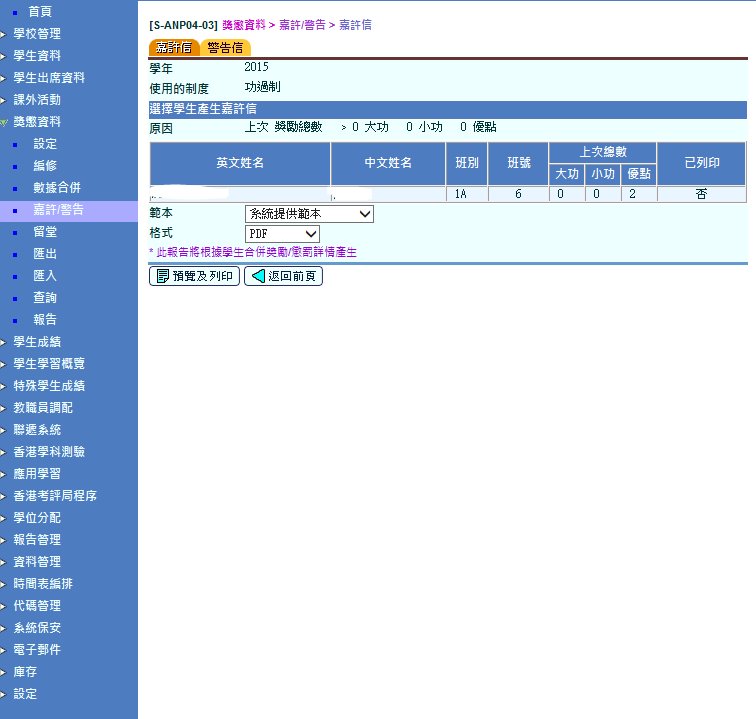 首頁
學校管理
學生資料
學生出席資料
課外活動
獎懲資料
設定
編修
數據合併
嘉許/警告
留堂
匯出
匯入
查詢
報告
學生成績
學生學習概覽
特殊學生成績
教職員調配
聯遞系統
香港學科測驗
應用學習
香港考評局程序
學位分配
報告管理
資料管理
時間表編排
代碼管理
系統保安
電子郵件
庫存
設定
[S-ANP04-03] 獎懲資料 > 嘉許/警告 > 嘉許信
嘉許信 警告信
學年 2015
使用的制度 功過制
選擇學生產生嘉許信
原因 上次 獎勵總數 > 0 大功 0 小功 0 優點
英文姓名 中文姓名 班別 班號 上次總數 已列印
大功 小功 優點
1A 6 0 0 2 否
範本 系統提供範本
格式 PDF
* 此報告將根據學生合併獎勵/懲罰詳情產生
預覽及列印 返回前頁